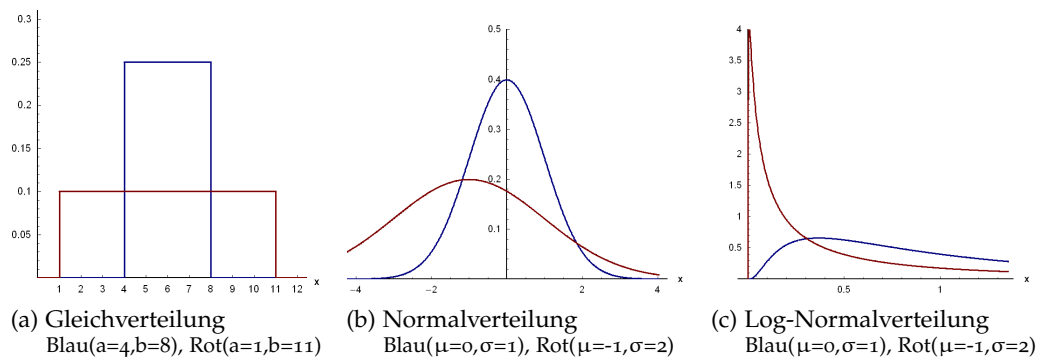 0.3
0.25
0.2
0.15
0.1
0.05
1 2 3 4 5 6 7 8 9 10 11 12 x
0.5
0.4
0.3
0.2
0.1
−4 −2 2 4 x
4
3.5
3
2.5
2
1.5
1
0.5
0.5 1 x
(a) Gleichverteilung
Blau(a=4,b=8), Rot(a=1,b=11)
(b) Normalverteilung
Blau(μ=0,σ=1), Rot(μ=-1,σ=2)
(c) Log-Normalverteilung
Blau(μ=0,σ=1), Rot(μ=-1,σ=2)